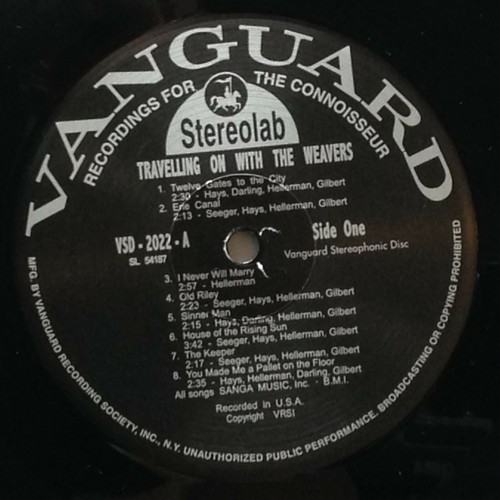 VANGUARD
RECORDINGS FOR THE CONNOISSEUR
Stereolab
TRAVELLING ON WITH THE WEAVERS
1. Twelve Gates to the City
2:30 - Hays, Darling, Hellerman, Gilbert
2. Erie Canal
2:13 - Seeger, Hays, Hellerman, Gilbert
VSD - 2022 - A
SL 54187
Side One
Vanguard Stereophonic Disc
3. I Never Will Marry
2:57 - Hellerman
4. Old Riley
2:23 - Seeger, Hays, Hellerman, Gilbert
5. Sinner Man
2:15 - Hays, Darling, Hellerman, Gilbert
6. House of the Rising Sun
3:42 - Seeger, Hays, Hellerman, Gilbert
7. The Keeper
2:17 - Seeger, Hays, Hellerman, Gilbert
8. You Made Me a Pallet on the Floor
2:35 - Hays, Hellerman, Darling, Gilbert
All songs SANGA MUSIC, Inc. - B.M.I.
Recorded in U.S.A.
Copyright VRSI
MFG. BY VANGUARD RECORDING SOCIETY, INC., N.Y. UNAUTHORIZED PUBLIC PERFORMANCE, BROADCASTING OR COPYING PROHIBITED